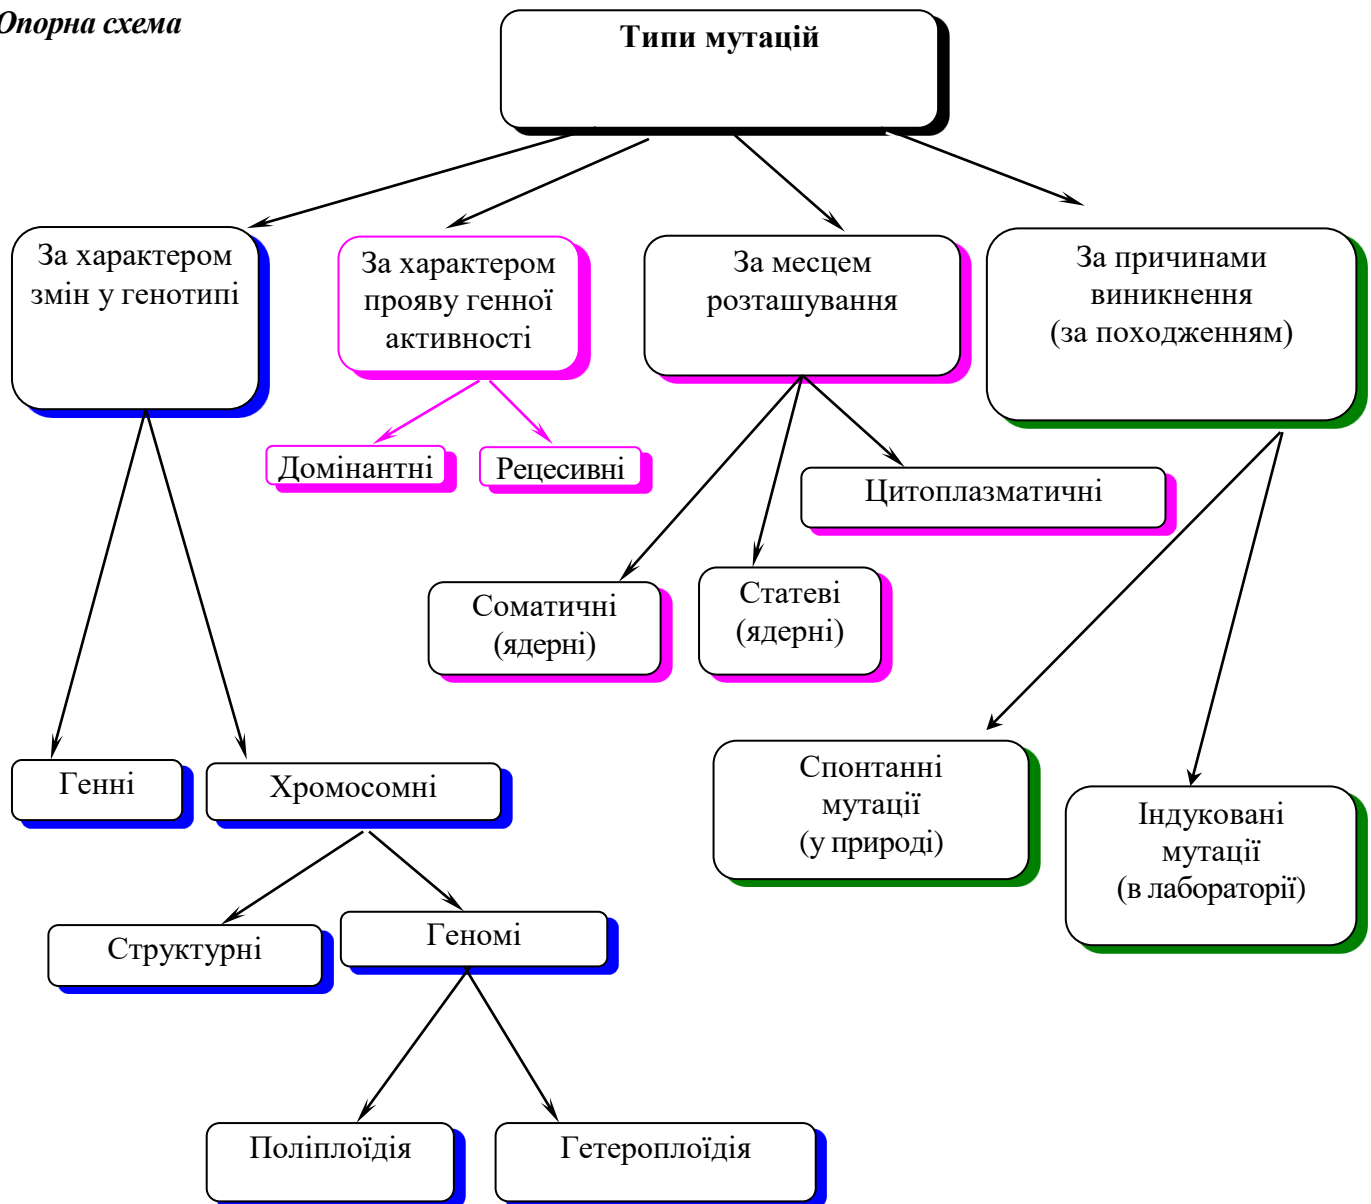 Опорна схема
Типи мутацій
За характером
змін у генотипі
За характером
прояву генної
активності
За месцем
розташування
За причинами
виникнення
(за походженням)
Домінантні
Рецесивні
Цитоплазматичні
Соматичні
(ядерні)
Статеві
(ядерні)
Генні
Хромосомні
Спонтанні
мутації
(у природі)
Індуковані
мутації
(в лабораторії)
Структурні
Геномі
Поліплоїдія
Гетероплоїдія